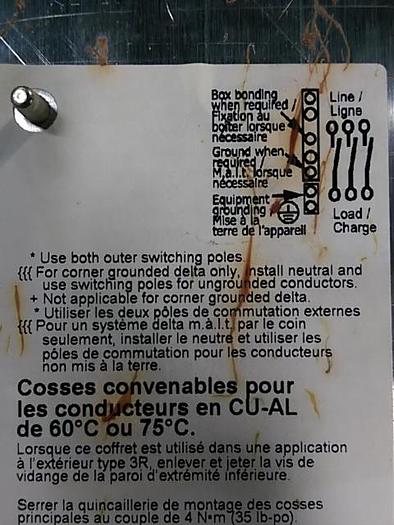 Box bonding
when required /
Fixation au
boîter lorsque
nécessaire
Ground when
required /
M.à.l.t. lorsque
nécessaire
Equipment
grounding /
Mise à la
terre de l'appareil
Line /
Ligne
Load /
Charge
* Use both outer switching poles.
{{{ For corner grounded delta only, install neutral and
use switching poles for ungrounded conductors.
+ Not applicable for corner grounded delta.
* Utiliser les deux pôles de commutation externes
{{{ Pour un système delta m.à.l.t. par le coin
seulement, installer le neutre et utiliser les
pôles de commutation pour les conducteurs
non mis à la terre.
Cosses convenables pour
les conducteurs en CU-AL
de 60°C ou 75°C.
Lorsque ce coffret est utilisé dans une application
à l'extérieur type 3R, enlever et jeter la vis de
vidange de la paroi d'extrémité inférieure.
Serrer la quincaillerie de montage des cosses
principales au couple de 4 N•m (35 lb-po).